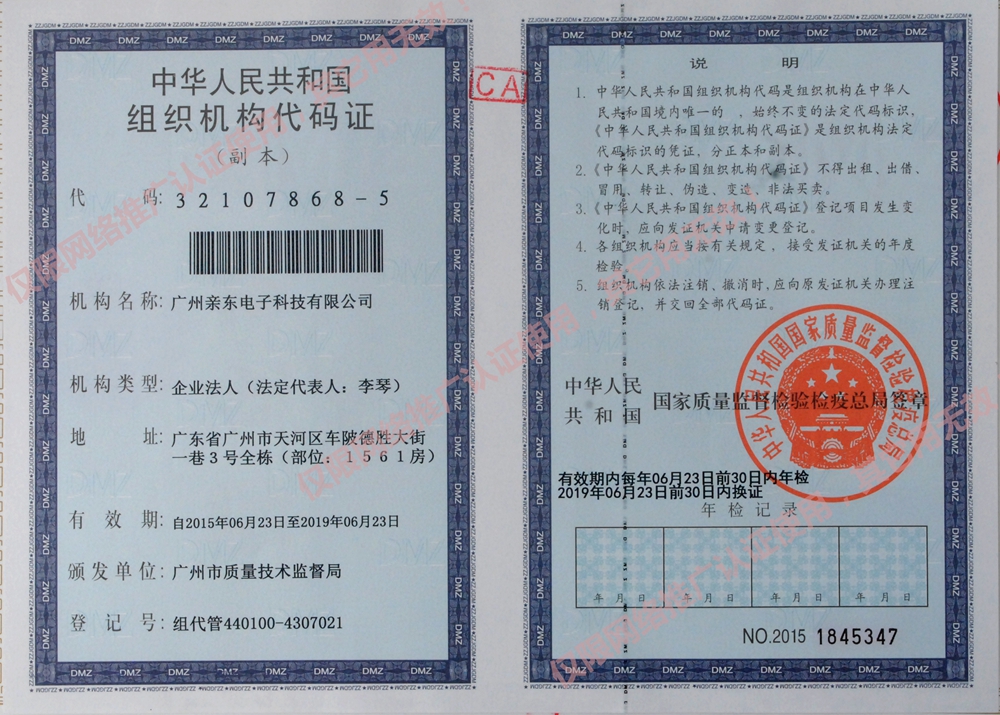 中华人民共和国
组织机构代码证
（副本）
代 码: 32107868-5
机构名称: 广州亲东电子科技有限公司
机构类型: 企业法人（法定代表人: 李琴）
地 址: 广东省广州市天河区车陂德胜大街
一巷3号全栋（部位: 1561房）
有 效 期: 自2015年06月23日至2019年06月23日
颁发单位: 广州市质量技术监督局
登 记 号: 组代管440100-4307021
CA
说 明
1. 中华人民共和国组织机构代码是组织机构在中华人
民共和国境内唯一的 、始终不变的法定代码标识，
《中华人民共和国组织机构代码证》是组织机构法定
代码标识的凭证，分正本和副本。
2.《中华人民共和国组织机构代码证》不得出租、出借、
冒用、转让、伪造、变造、非法买卖。
3.《中华人民共和国组织机构代码证》登记项目发生变
化时，应向发证机关申请变更登记。
4. 各组织机构应当按有关规定，接受发证机关的年度
检验。
5. 组织机构依法注销、撤消时，应向原发证机关办理注
销登记，并交回全部代码证。
中华人民
共和国
国家质量监督检验检疫总局签章
中华人民共和国国家质量监督检验检疫总局
有效期内每年06月23日前30日内年检
2019年06月23日前30日内换证
年检记录
年 月 日 年 月 日 年 月 日 年 月 日
NO.2015 1845347